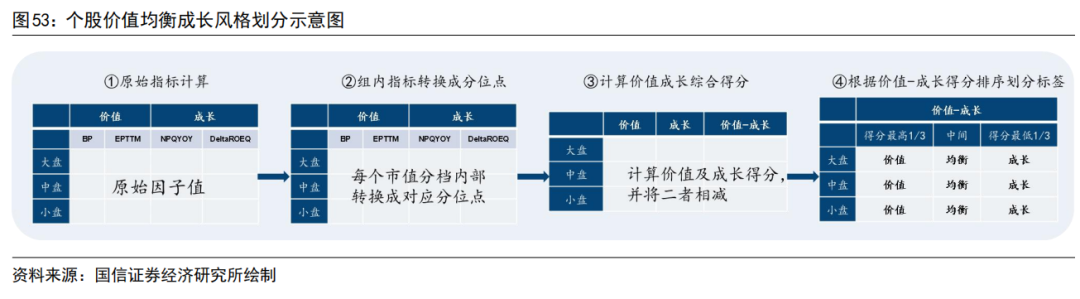 图53：个股价值均衡成长风格划分示意图
①原始指标计算
价值 成长
BP EPTTM NPQYOY DeltaROEQ
大盘
中盘
小盘
原始因子值
②组内指标转换成分位点
价值 成长
BP EPTTM NPQYOY DeltaROEQ
大盘
中盘
小盘
每个市值分档内部
转换成对应分位点
③计算价值成长综合得分
价值 成长 价值-成长
大盘
中盘
小盘
计算价值及成长得分，
并将二者相减
④根据价值-成长得分排序划分标签
价值-成长
得分最高1/3 中间 得分最低1/3
大盘 价值 均衡 成长
中盘 价值 均衡 成长
小盘 价值 均衡 成长
资料来源：国信证券经济研究所绘制